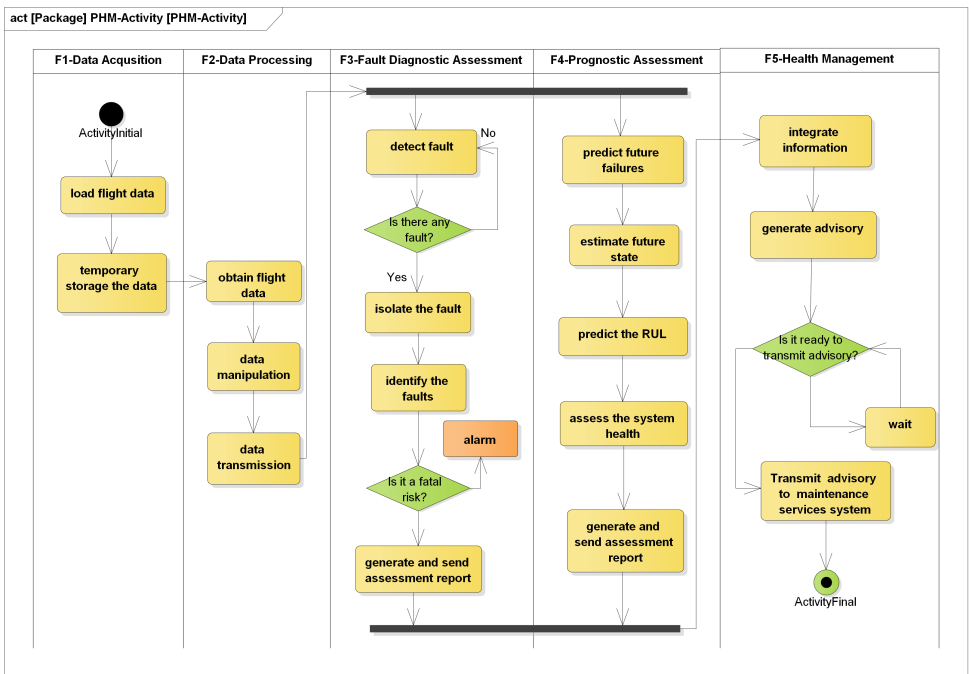 act [Package] PHM-Activity [PHM-Activity]
F1-Data Acqusition
F2-Data Processing
F3-Fault Diagnostic Assessment
F4-Prognostic Assessment
F5-Health Management
ActivityInitial
load flight data
temporary
storage the data
obtain flight
data
data
manipulation
data
transmission
detect fault
No
Is there any
fault?
Yes
isolate the fault
identify the
faults
alarm
Is it a fatal
risk?
generate and send
assessment report
predict future
failures
estimate future
state
predict the RUL
assess the system
health
generate and
send assessment
report
integrate
information
generate advisory
Is it ready to
transmit advisory?
wait
Transmit advisory
to maintenance
services system
ActivityFinal